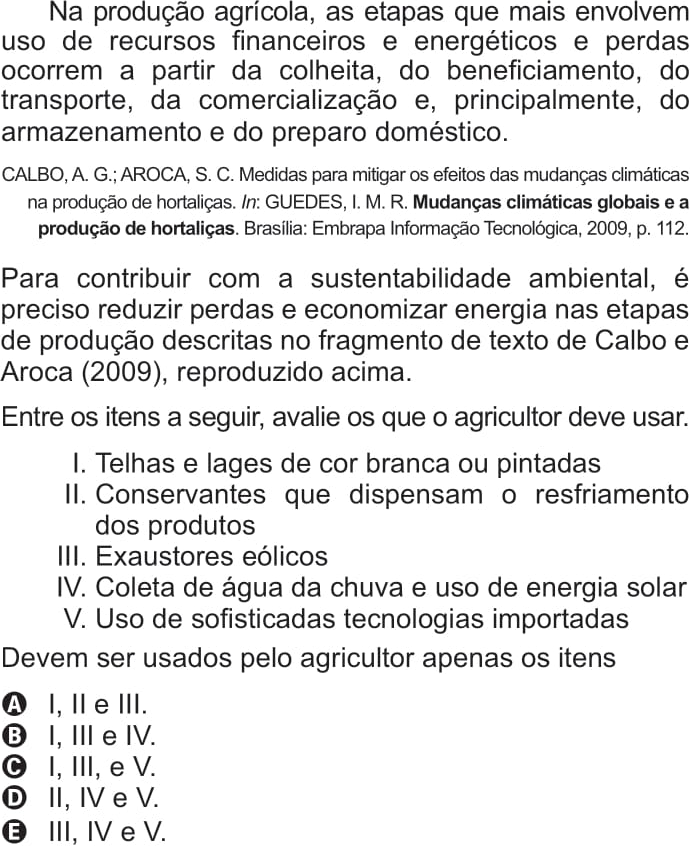 Na produção agrícola, as etapas que mais envolvem
uso de recursos financeiros e energéticos e perdas
ocorrem a partir da colheita, do beneficiamento, do
transporte, da comercialização e, principalmente, do
armazenamento e do preparo doméstico.
CALBO, A. G.; AROCA, S. C. Medidas para mitigar os efeitos das mudanças climáticas
na produção de hortaliças. In: GUEDES, I. M. R. Mudanças climáticas globais e a
produção de hortaliças. Brasília: Embrapa Informação Tecnológica, 2009, p. 112.
Para contribuir com a sustentabilidade ambiental, é
preciso reduzir perdas e economizar energia nas etapas
de produção descritas no fragmento de texto de Calbo e
Aroca (2009), reproduzido acima.
Entre os itens a seguir, avalie os que o agricultor deve usar.
I. Telhas e lages de cor branca ou pintadas
II. Conservantes que dispensam o resfriamento
dos produtos
III. Exaustores eólicos
IV. Coleta de água da chuva e uso de energia solar
V. Uso de sofisticadas tecnologias importadas
Devem ser usados pelo agricultor apenas os itens
A I, II e III.
B I, III e IV.
C I, III, e V.
D II, IV e V.
E III, IV e V.